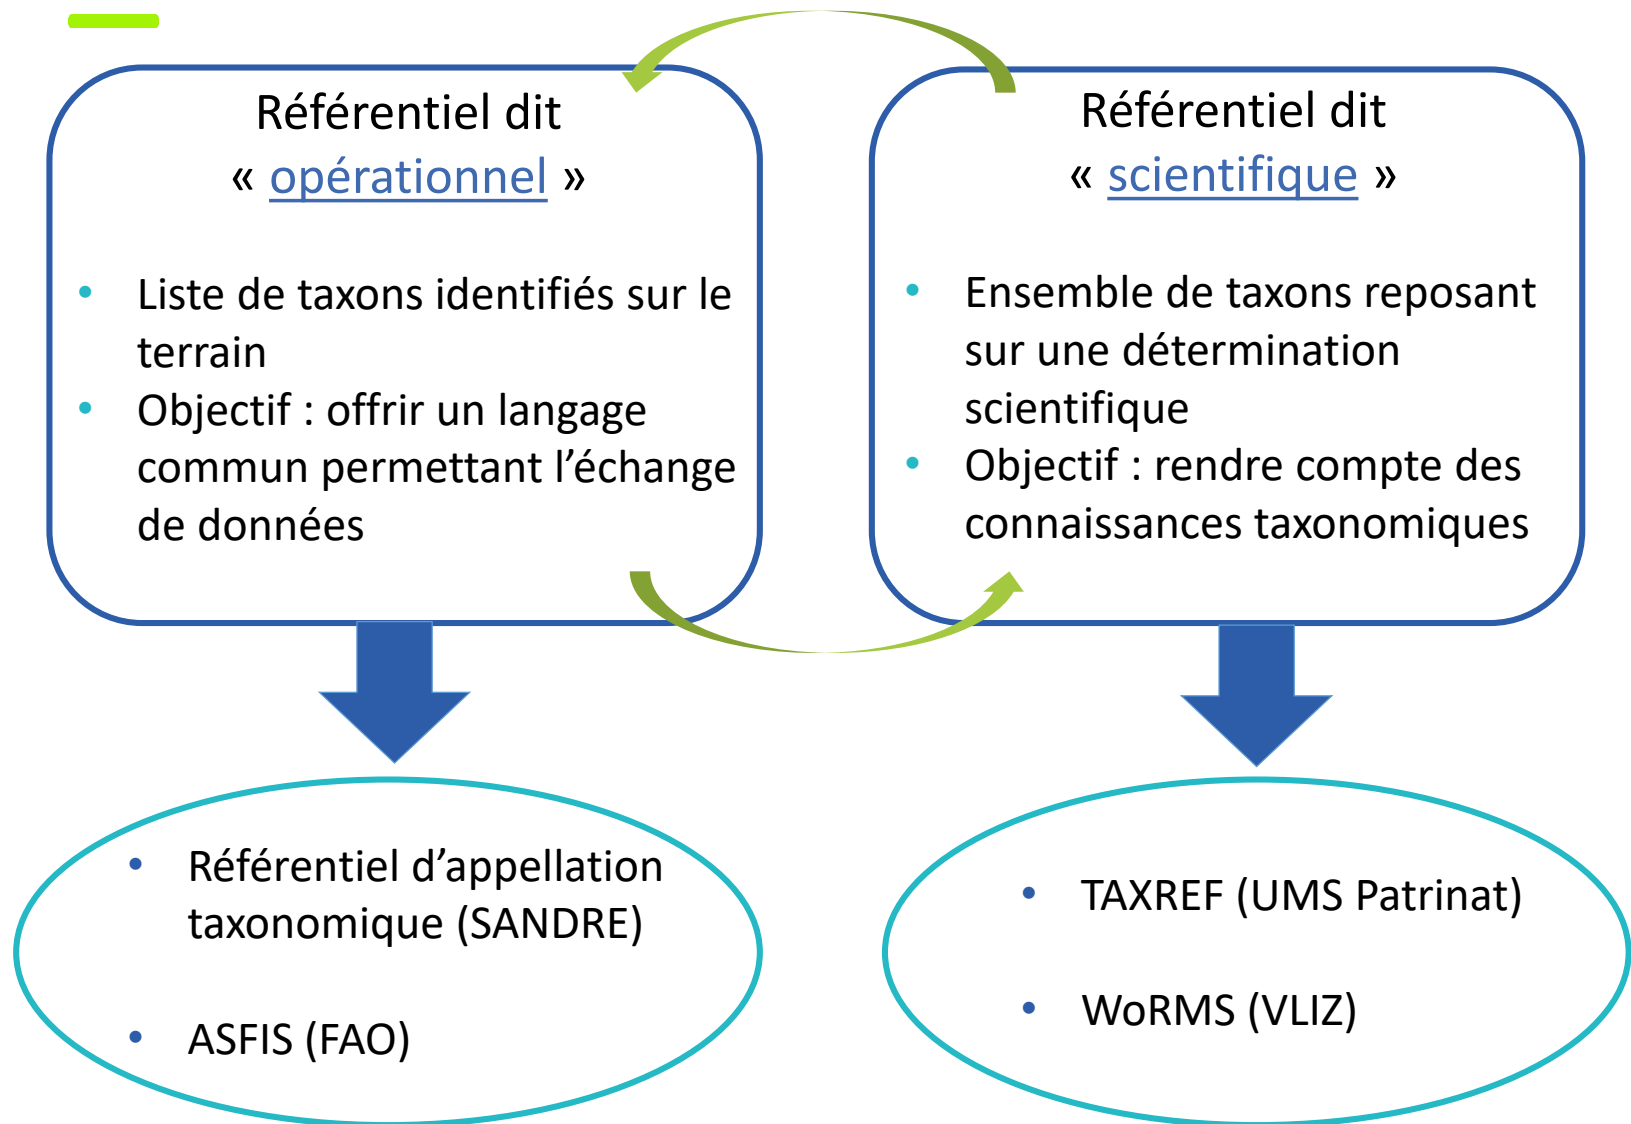 Référentiel dit
« opérationnel »
• Liste de taxons identifiés sur le
terrain
• Objectif : offrir un langage
commun permettant l’échange
de données
Référentiel dit
« scientifique »
• Ensemble de taxons reposant
sur une détermination
scientifique
• Objectif : rendre compte des
connaissances taxonomiques
• Référentiel d’appellation
taxonomique (SANDRE)
• ASFIS (FAO)
• TAXREF (UMS Patrinat)
• WoRMS (VLIZ)